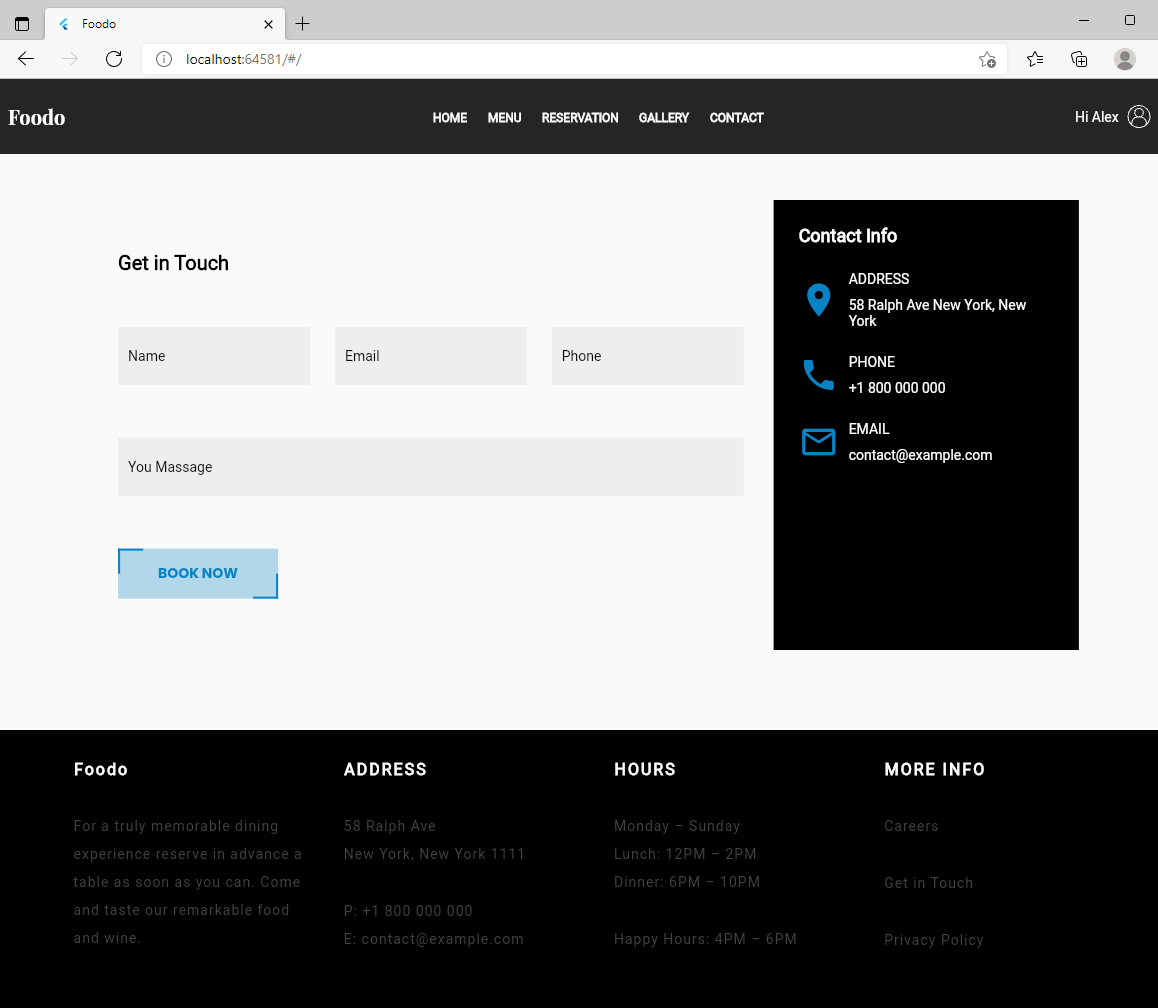 Foodo
localhost:64581/#/
Foodo
HOME MENU RESERVATION GALLERY CONTACT
Hi Alex
Get in Touch
Name
Email
Phone
You Massage
BOOK NOW
Contact Info
ADDRESS
58 Ralph Ave New York, New
York
PHONE
+1 800 000 000
EMAIL
contact@example.com
Foodo
For a truly memorable dining
experience reserve in advance a
table as soon as you can. Come
and taste our remarkable food
and wine.
ADDRESS
58 Ralph Ave
New York, New York 1111
P: +1 800 000 000
E: contact@example.com
HOURS
Monday – Sunday
Lunch: 12PM – 2PM
Dinner: 6PM – 10PM
Happy Hours: 4PM – 6PM
MORE INFO
Careers
Get in Touch
Privacy Policy